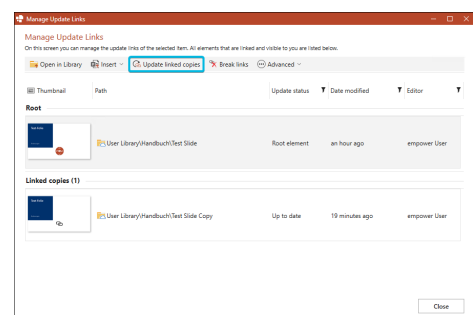 Manage Update Links
Manage Update Links
On this screen you can manage the update links of the selected item. All elements that are linked and visible to you are listed below.
Open in Library Insert Update linked copies Break links Advanced
Thumbnail Path Update status Date modified Editor
Root
Test Slide
User Library\Handbuch\Test Slide Root element an hour ago empower User
Linked copies (1)
Test Slide
User Library\Handbuch\Test Slide Copy Up to date 19 minutes ago empower User
Close